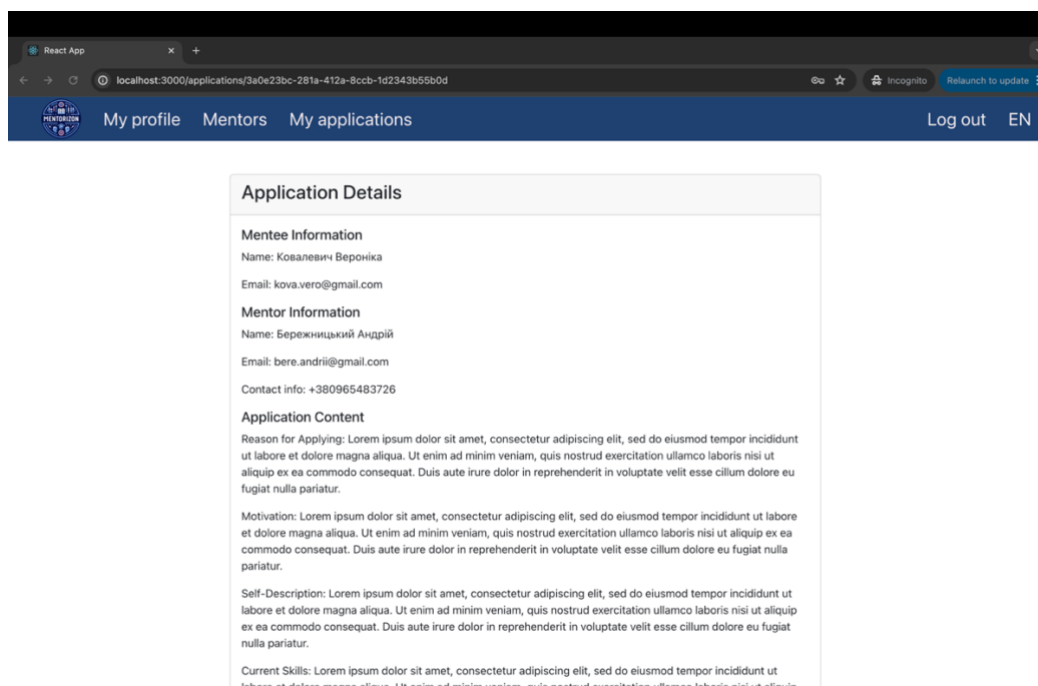 React App
localhost:3000/applications/3a0e23bc-281a-412a-8ccb-1d2343b55b0d
Incognito
Relaunch to update
MENTORIZON
My profile
Mentors
My applications
Log out
EN
Application Details
Mentee Information
Name: Ковалевич Вероніка
Email: kova.vero@gmail.com
Mentor Information
Name: Бережницький Андрій
Email: bere.andrii@gmail.com
Contact info: +380965483726
Application Content
Reason for Applying: Lorem ipsum dolor sit amet, consectetur adipiscing elit, sed do eiusmod tempor incididunt
ut labore et dolore magna aliqua. Ut enim ad minim veniam, quis nostrud exercitation ullamco laboris nisi ut
aliquip ex ea commodo consequat. Duis aute irure dolor in reprehenderit in voluptate velit esse cillum dolore eu
fugiat nulla pariatur.
Motivation: Lorem ipsum dolor sit amet, consectetur adipiscing elit, sed do eiusmod tempor incididunt ut labore
et dolore magna aliqua. Ut enim ad minim veniam, quis nostrud exercitation ullamco laboris nisi ut aliquip ex ea
commodo consequat. Duis aute irure dolor in reprehenderit in voluptate velit esse cillum dolore eu fugiat nulla
pariatur.
Self-Description: Lorem ipsum dolor sit amet, consectetur adipiscing elit, sed do eiusmod tempor incididunt ut
labore et dolore magna aliqua. Ut enim ad minim veniam, quis nostrud exercitation ullamco laboris nisi ut aliquip
ex ea commodo consequat. Duis aute irure dolor in reprehenderit in voluptate velit esse cillum dolore eu fugiat
nulla pariatur.
Current Skills: Lorem ipsum dolor sit amet, consectetur adipiscing elit, sed do eiusmod tempor incididunt ut